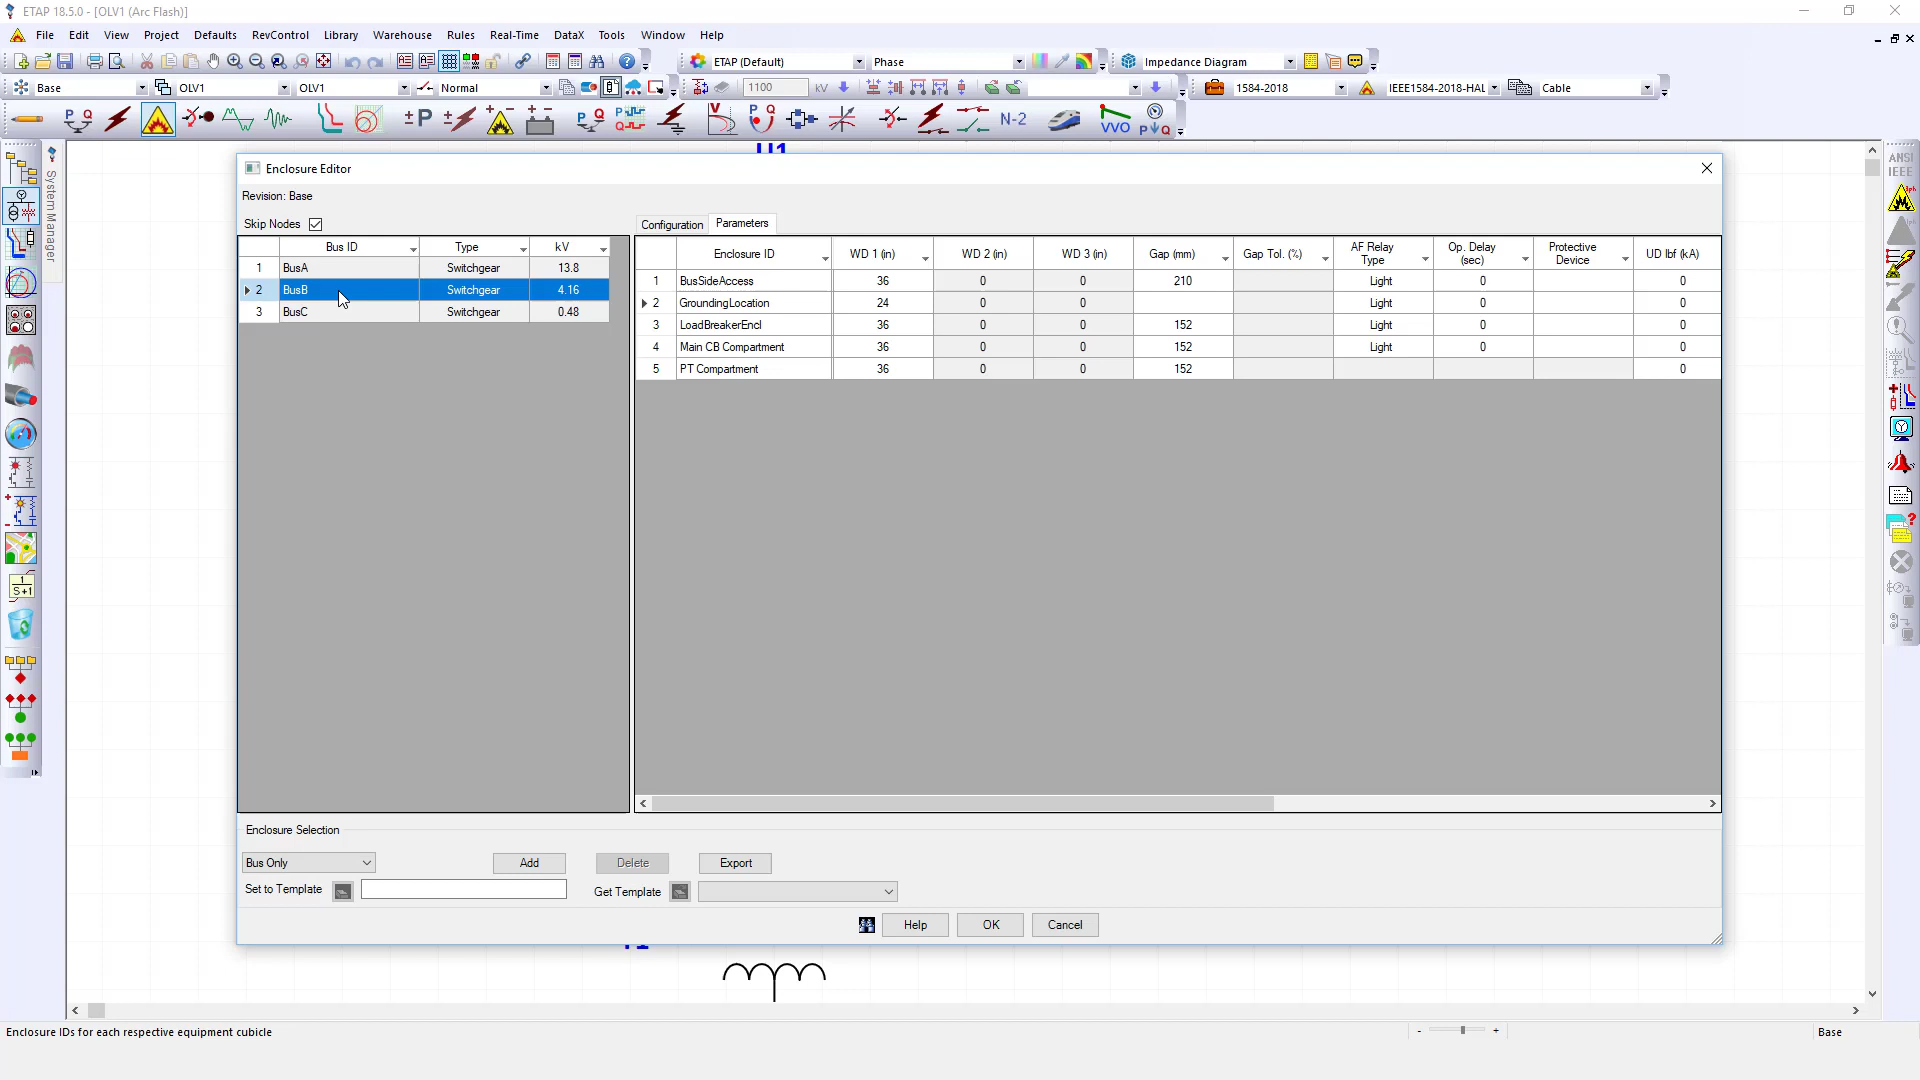 ETAP 18.5.0 - [OLV1 (Arc Flash)]
File Edit View Project Defaults RevControl Library Warehouse Rules Real-Time DataX Tools Window Help
ETAP (Default) Phase Impedance Diagram
Base OLV1 OLV1 Normal 1100 kV 1584-2018 IEEE1584-2018-HAL Cable
P Q ±P P Q V P N-2 VVO P Q
System Manager
ANSI
IEEE
U1
Enclosure Editor
Revision: Base
Skip Nodes
Configuration Parameters
Bus ID Type kV
1 BusA Switchgear 13.8
2 BusB Switchgear 4.16
3 BusC Switchgear 0.48
Enclosure ID WD 1 (in) WD 2 (in) WD 3 (in) Gap (mm) Gap Tol. (%) AF Relay Type Op. Delay (sec) Protective Device UD Ibf (kA)
1 BusSideAccess 36 0 0 210 Light 0 0
2 GroundingLocation 24 0 0 Light 0 0
3 LoadBreakerEncl 36 0 0 152 Light 0 0
4 Main CB Compartment 36 0 0 152 Light 0 0
5 PT Compartment 36 0 0 152 0
1
S+1
Enclosure Selection
Bus Only Add Delete Export
Set to Template Get Template
Help OK Cancel
Enclosure IDs for each respective equipment cubicle
- +
Base